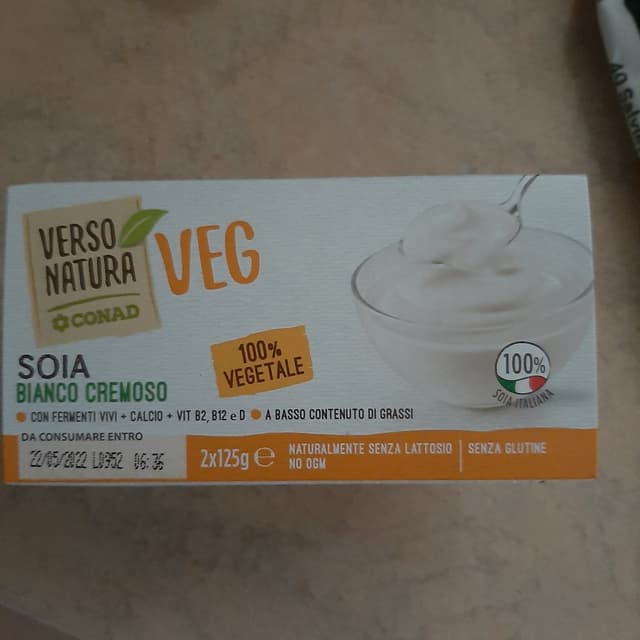 40 Salv
VERSO
NATURA
CONAD
VEG
100%
VEGETALE
100%
SOIA ITALIANA
SOIA
BIANCO CREMOSO
CON FERMENTI VIVI + CALCIO + VIT B2, B12 e D A BASSO CONTENUTO DI GRASSI
DA CONSUMARE ENTRO
22/05/2022 L0952 06:36
2x125g e
NATURALMENTE SENZA LATTOSIO
NO OGM
SENZA GLUTINE